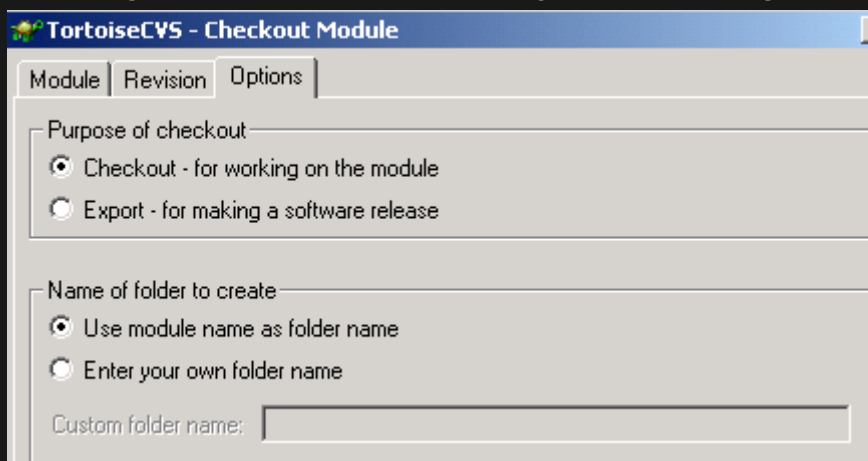 TortoiseCVS - Checkout Module
Module Revision Options
Purpose of checkout
Checkout - for working on the module
Export - for making a software release
Name of folder to create
Use module name as folder name
Enter your own folder name
Custom folder name: